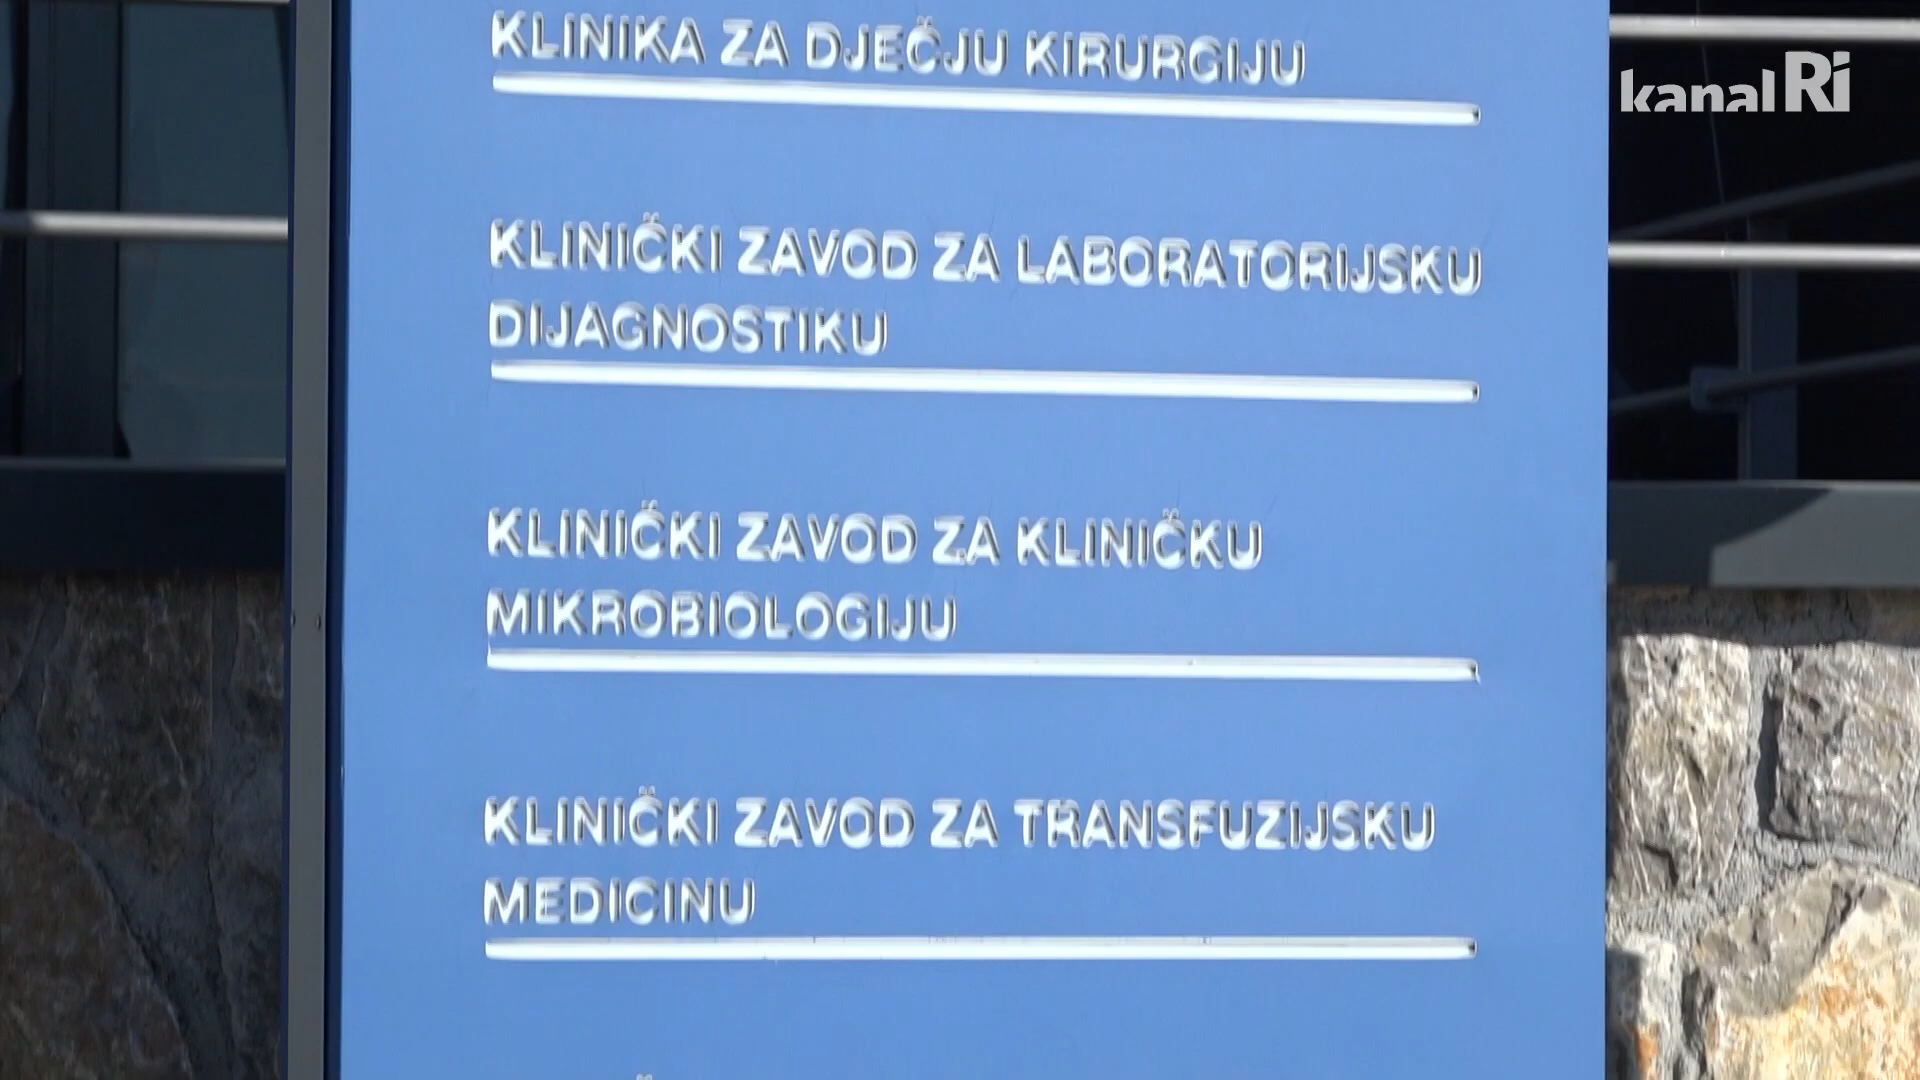 KLINIKA ZA DJEČJU KIRURGIJU
kanalRi
KLINIČKI ZAVOD ZA LABORATORIJSKU
DIJAGNOSTIKU
KLINIČKI ZAVOD ZA KLINIČKU
MIKROBIOLOGIJU
KLINIČKI ZAVOD ZA TRANSFUZIJSKU
MEDICINU